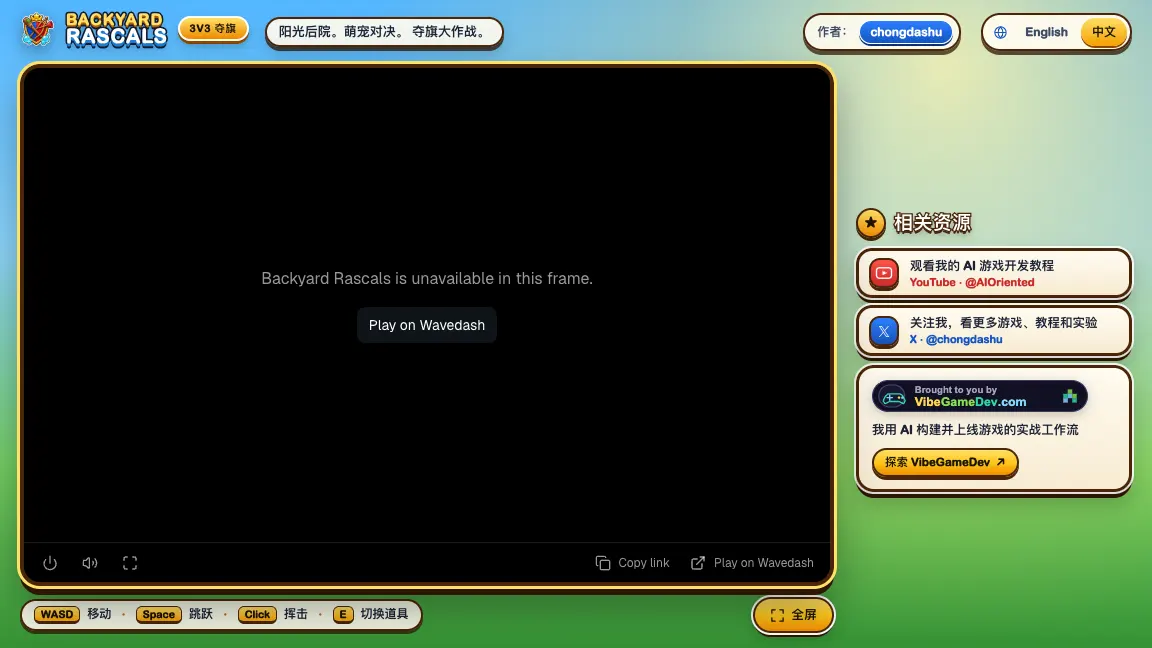 BACKYARD
RASCALS
3V3 夺旗
阳光后院。萌宠对决。 夺旗大作战。
作者：
chongdashu
English
中文
Backyard Rascals is unavailable in this frame.
Play on Wavedash
Copy link
Play on Wavedash
WASD 移动 · Space 跳跃 · Click 挥击 · E 切换道具
全屏
相关资源
观看我的 AI 游戏开发教程
YouTube · @AIOriented
关注我，看更多游戏、教程和实验
X · @chongdashu
Brought to you by
VibeGameDev.com
我用 AI 构建并上线游戏的实战工作流
探索 VibeGameDev ↗